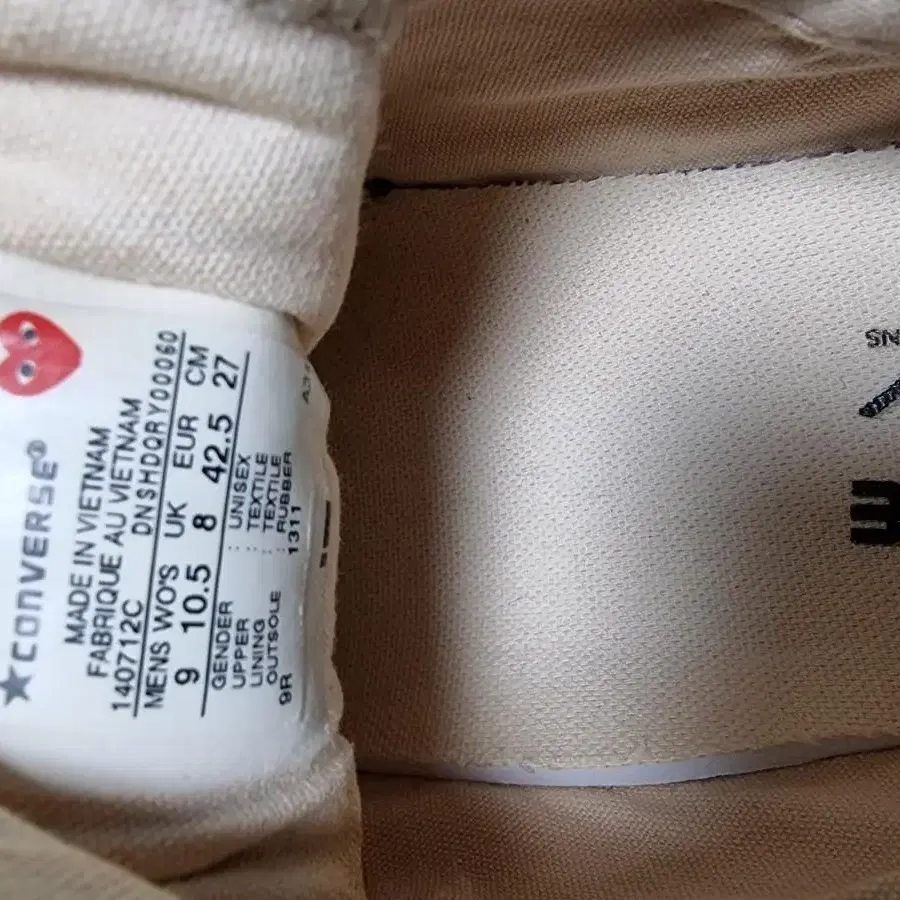 ★CONVERSE®
MADE IN VIETNAM
FABRIQUE AU VIETNAM
140712C DNSHDQRY00060
MENS WO'S UK EUR CM
9 10.5 8 42.5 27
GENDER : UNISEX
UPPER : TEXTILE
LINING : TEXTILE
OUTSOLE : RUBBER
9R 1311